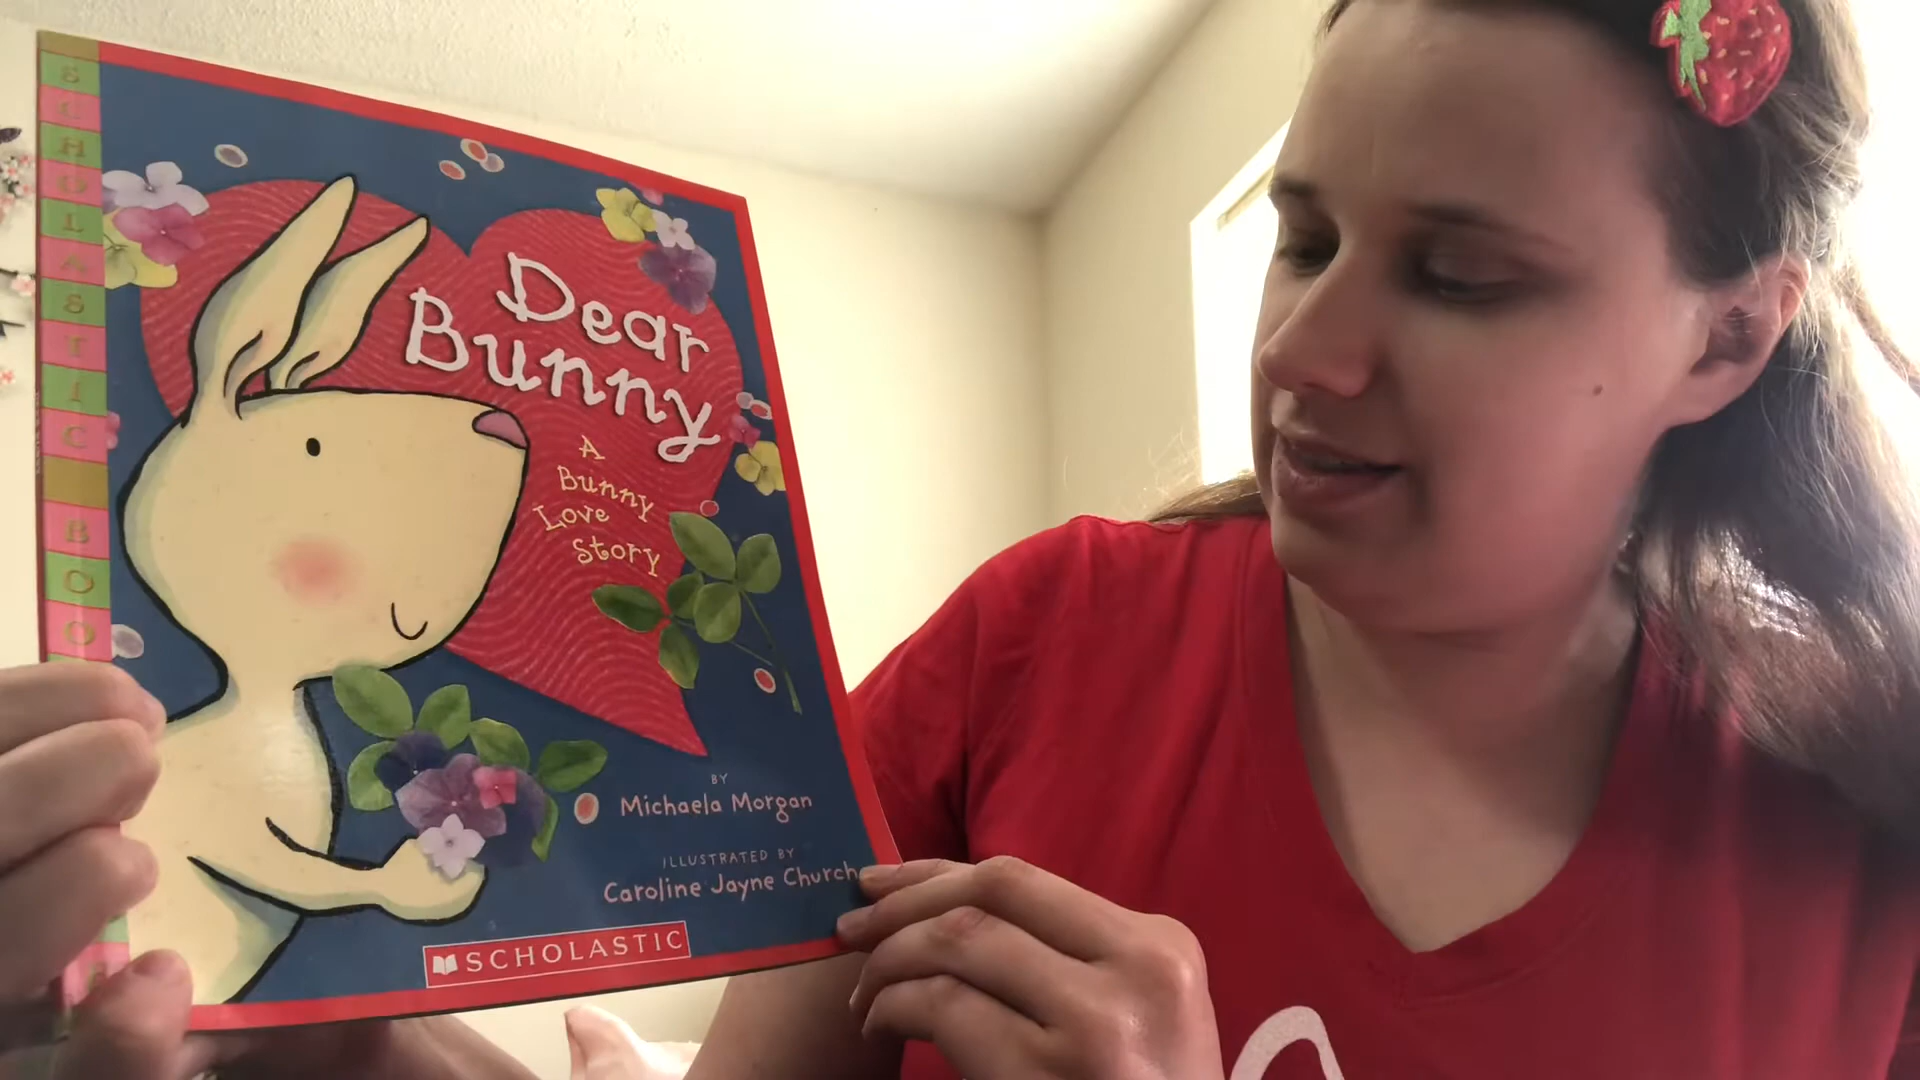 SCHOLASTIC BOO
Dear
Bunny
A
Bunny
Love
Story
BY
Michaela Morgan
ILLUSTRATED BY
Caroline Jayne Church
SCHOLASTIC